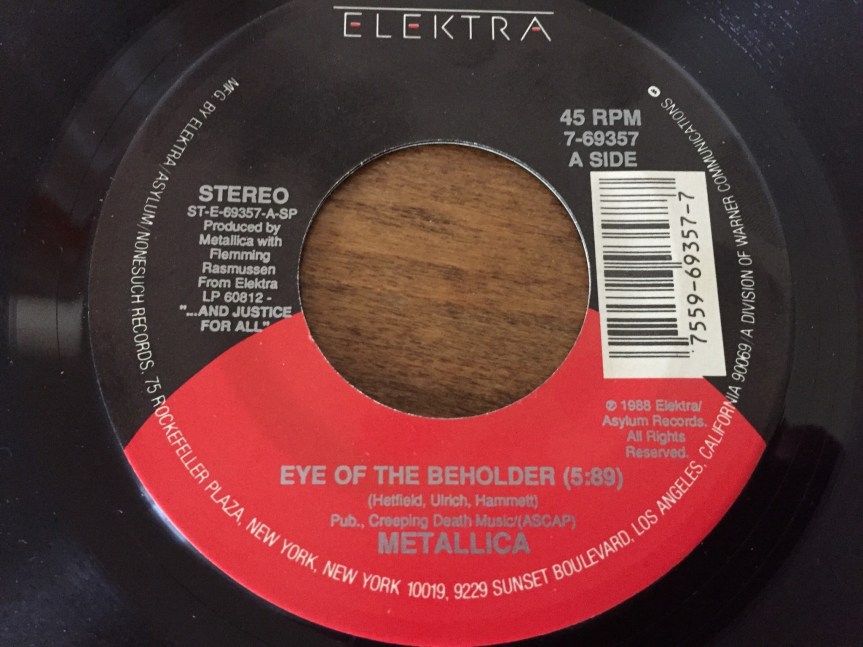 ELEKTRA
45 RPM
7-69357
A SIDE
STEREO
ST-E-69357-A-SP
Produced by
Metallica with
Flemming
Rasmussen
From Elektra
LP 60812 -
"...AND JUSTICE
FOR ALL"
7559-69357-7
℗ 1988 Elektra/
Asylum Records.
All Rights
Reserved.
EYE OF THE BEHOLDER (5:89)
(Hetfield, Ulrich, Hammett)
Pub., Creeping Death Music/(ASCAP)
METALLICA
MFG BY ELEKTRA/ASYLUM/NONESUCH RECORDS, 75 ROCKEFELLER PLAZA, NEW YORK, NEW YORK 10019, 9229 SUNSET BOULEVARD, LOS ANGELES, CALIFORNIA 90069/A DIVISION OF WARNER COMMUNICATIONS